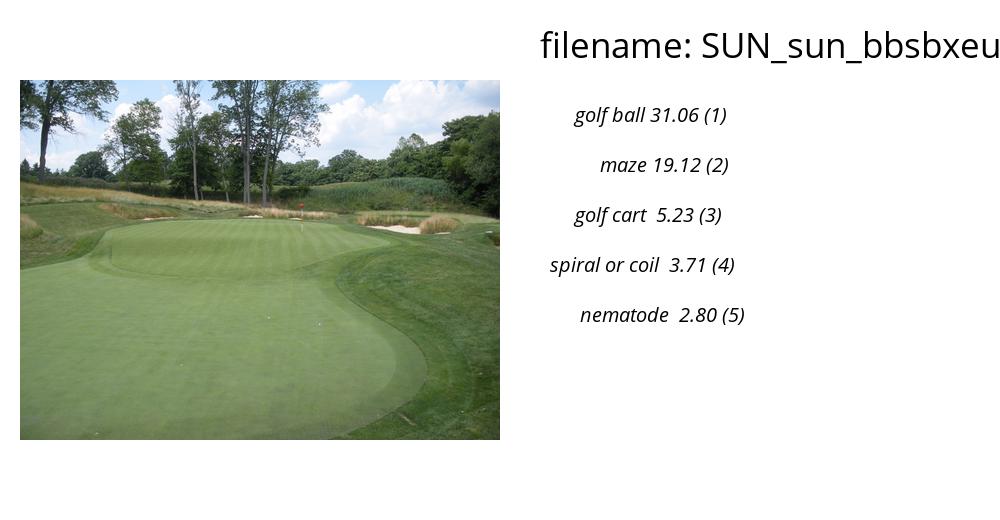 filename: SUN_sun_bbsbxeu
golf ball 31.06 (1)
maze 19.12 (2)
golf cart 5.23 (3)
spiral or coil 3.71 (4)
nematode 2.80 (5)